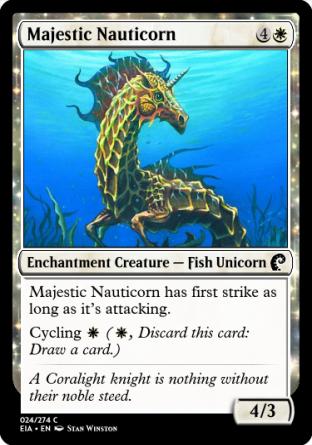 Majestic Nauticorn 4
Enchantment Creature — Fish Unicorn
Majestic Nauticorn has first strike as
long as it's attacking.
Cycling ( , Discard this card:
Draw a card.)
A Coralight knight is nothing without
their noble steed.
4/3
024/274 C
EIA • EN Stan Winston